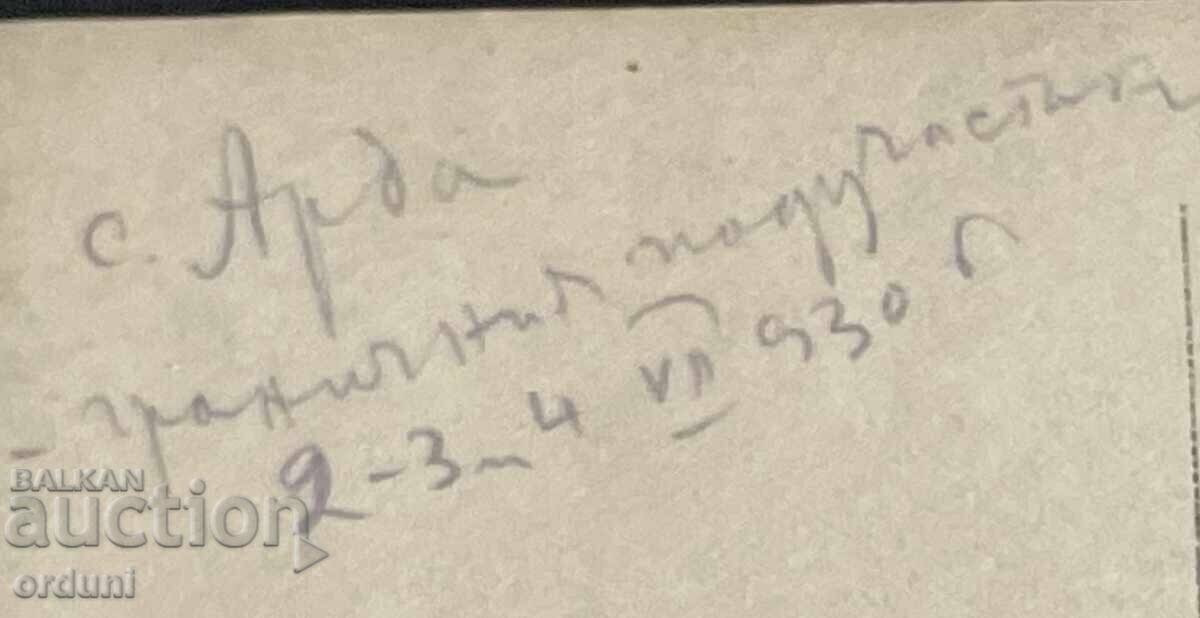 с. Арда
- граничния подучастък
2-3-4 VII 930 г
BALKAN
auction
orduni